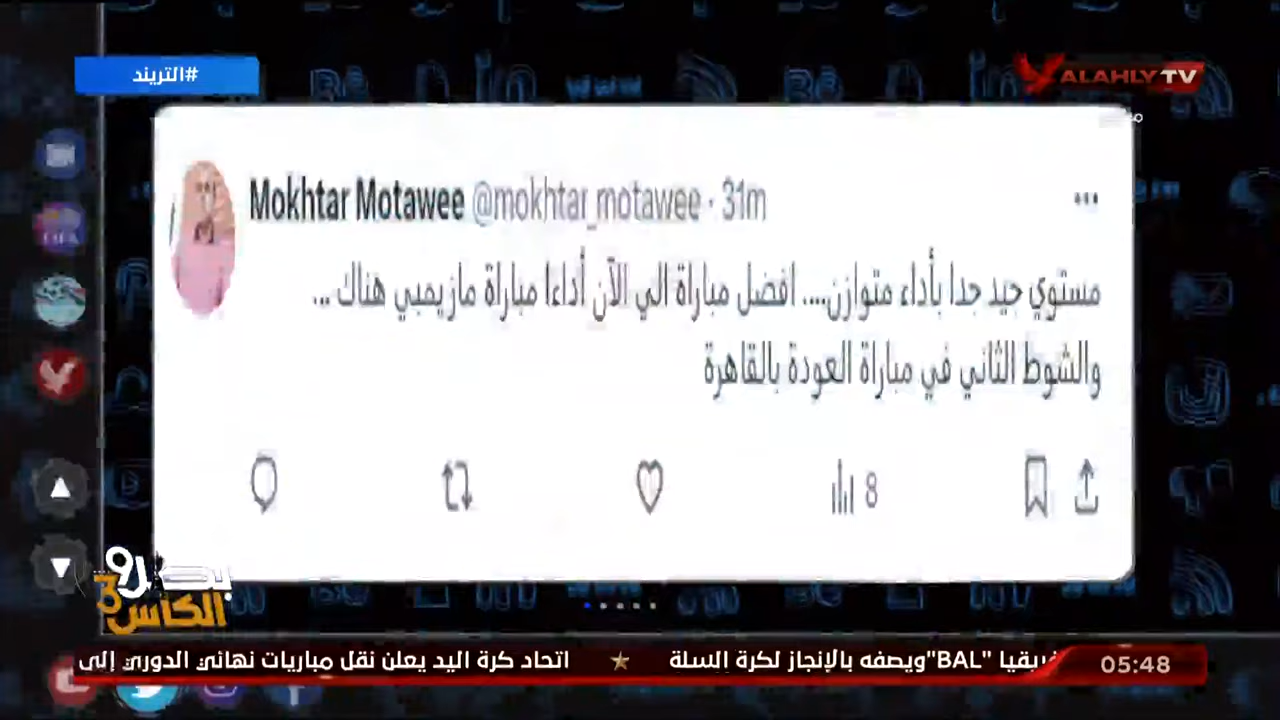 #التريند
ALAHLY TV
Mokhtar Motawee @mokhtar_motawee · 31m
مستوي جيد جدا بأداء متوازن.... افضل مباراة الي الآن أداءا مباراة مازيمبي هناك ...
والشوط الثاني في مباراة العودة بالقاهرة
8
الكاس 3
05:48
فريقيا "BAL"ويصفه بالإنجاز لكرة السلة ★ اتحاد كرة اليد يعلن نقل مباريات نهائي الدوري إلى